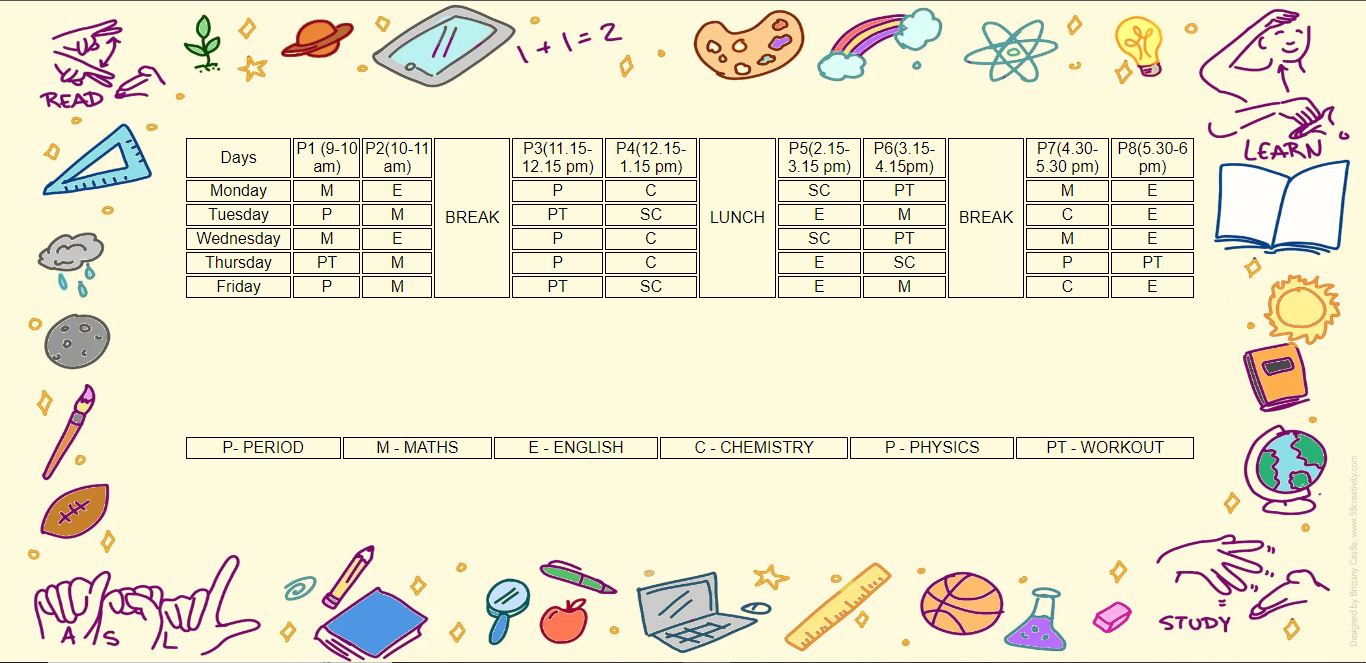 READ
1 + 1 = 2
LEARN
Days P1 (9-10 am) P2(10-11 am) BREAK P3(11.15-12.15 pm) P4(12.15-1.15 pm) LUNCH P5(2.15-3.15 pm) P6(3.15-4.15pm) BREAK P7(4.30-5.30 pm) P8(5.30-6 pm)
Monday M E P C SC PT M E
Tuesday P M PT SC E M C E
Wednesday M E P C SC PT M E
Thursday PT M P C E SC P PT
Friday P M PT SC E M C E
P- PERIOD M - MATHS E - ENGLISH C - CHEMISTRY P - PHYSICS PT - WORKOUT
A S L
STUDY
Designed by Brittany Castle, www.58creativity.com